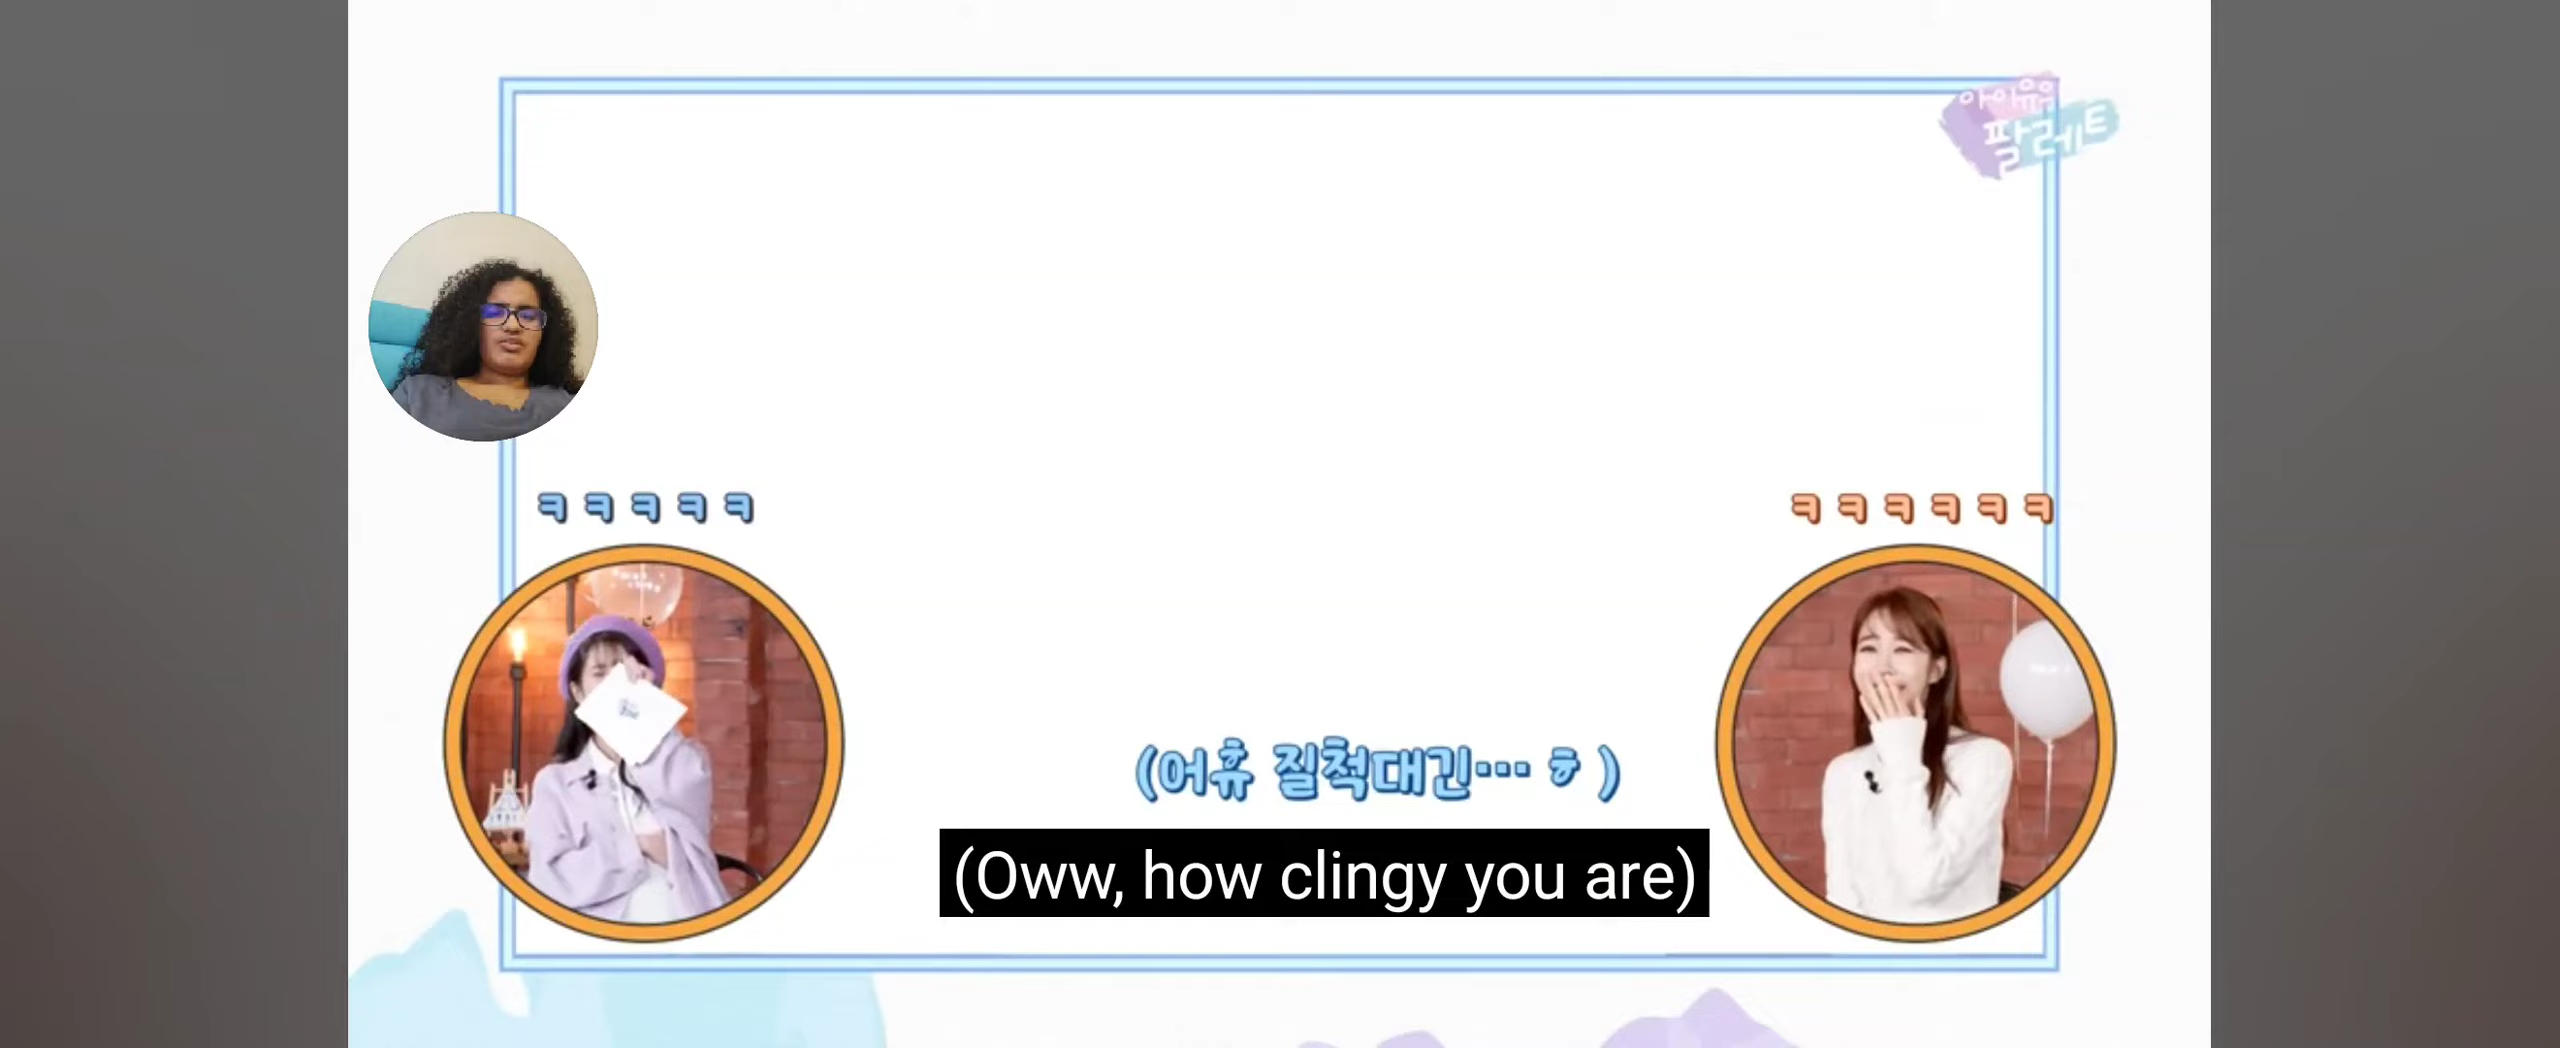 아이유의
팔레트
ㅋㅋㅋㅋㅋ
ㅋㅋㅋㅋㅋㅋ
(어휴 질척대긴… ㅎ )
(Oww, how clingy you are)